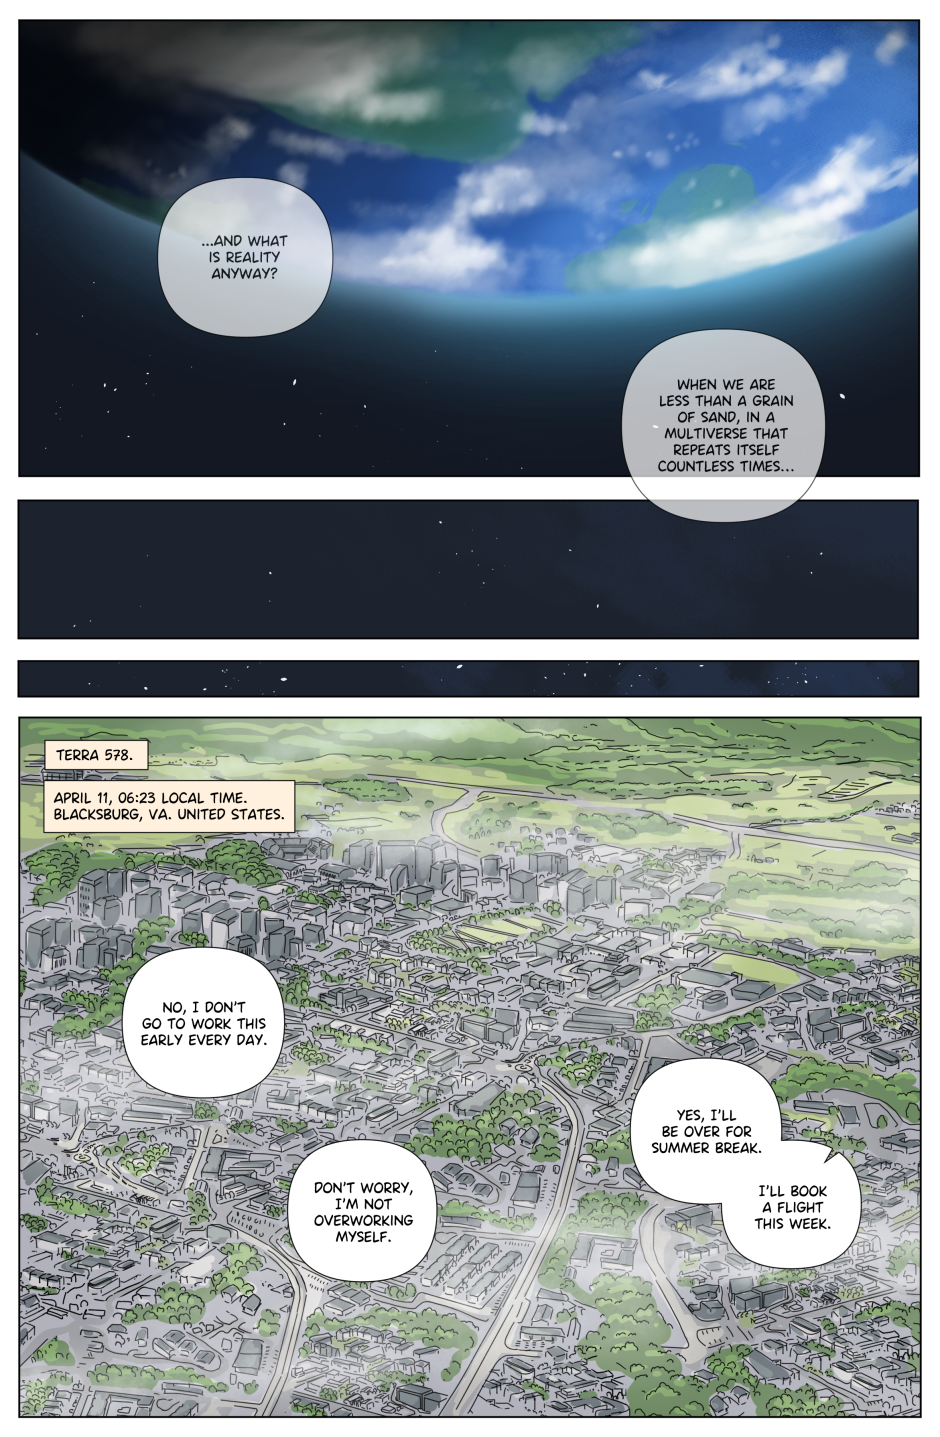 ...AND WHAT
IS REALITY
ANYWAY?
WHEN WE ARE
LESS THAN A GRAIN
OF SAND, IN A
MULTIVERSE THAT
REPEATS ITSELF
COUNTLESS TIMES...
TERRA 578.
APRIL 11, 06:23 LOCAL TIME.
BLACKSBURG, VA. UNITED STATES.
NO, I DON'T
GO TO WORK THIS
EARLY EVERY DAY.
DON'T WORRY,
I'M NOT
OVERWORKING
MYSELF.
YES, I'LL
BE OVER FOR
SUMMER BREAK.
I'LL BOOK
A FLIGHT
THIS WEEK.